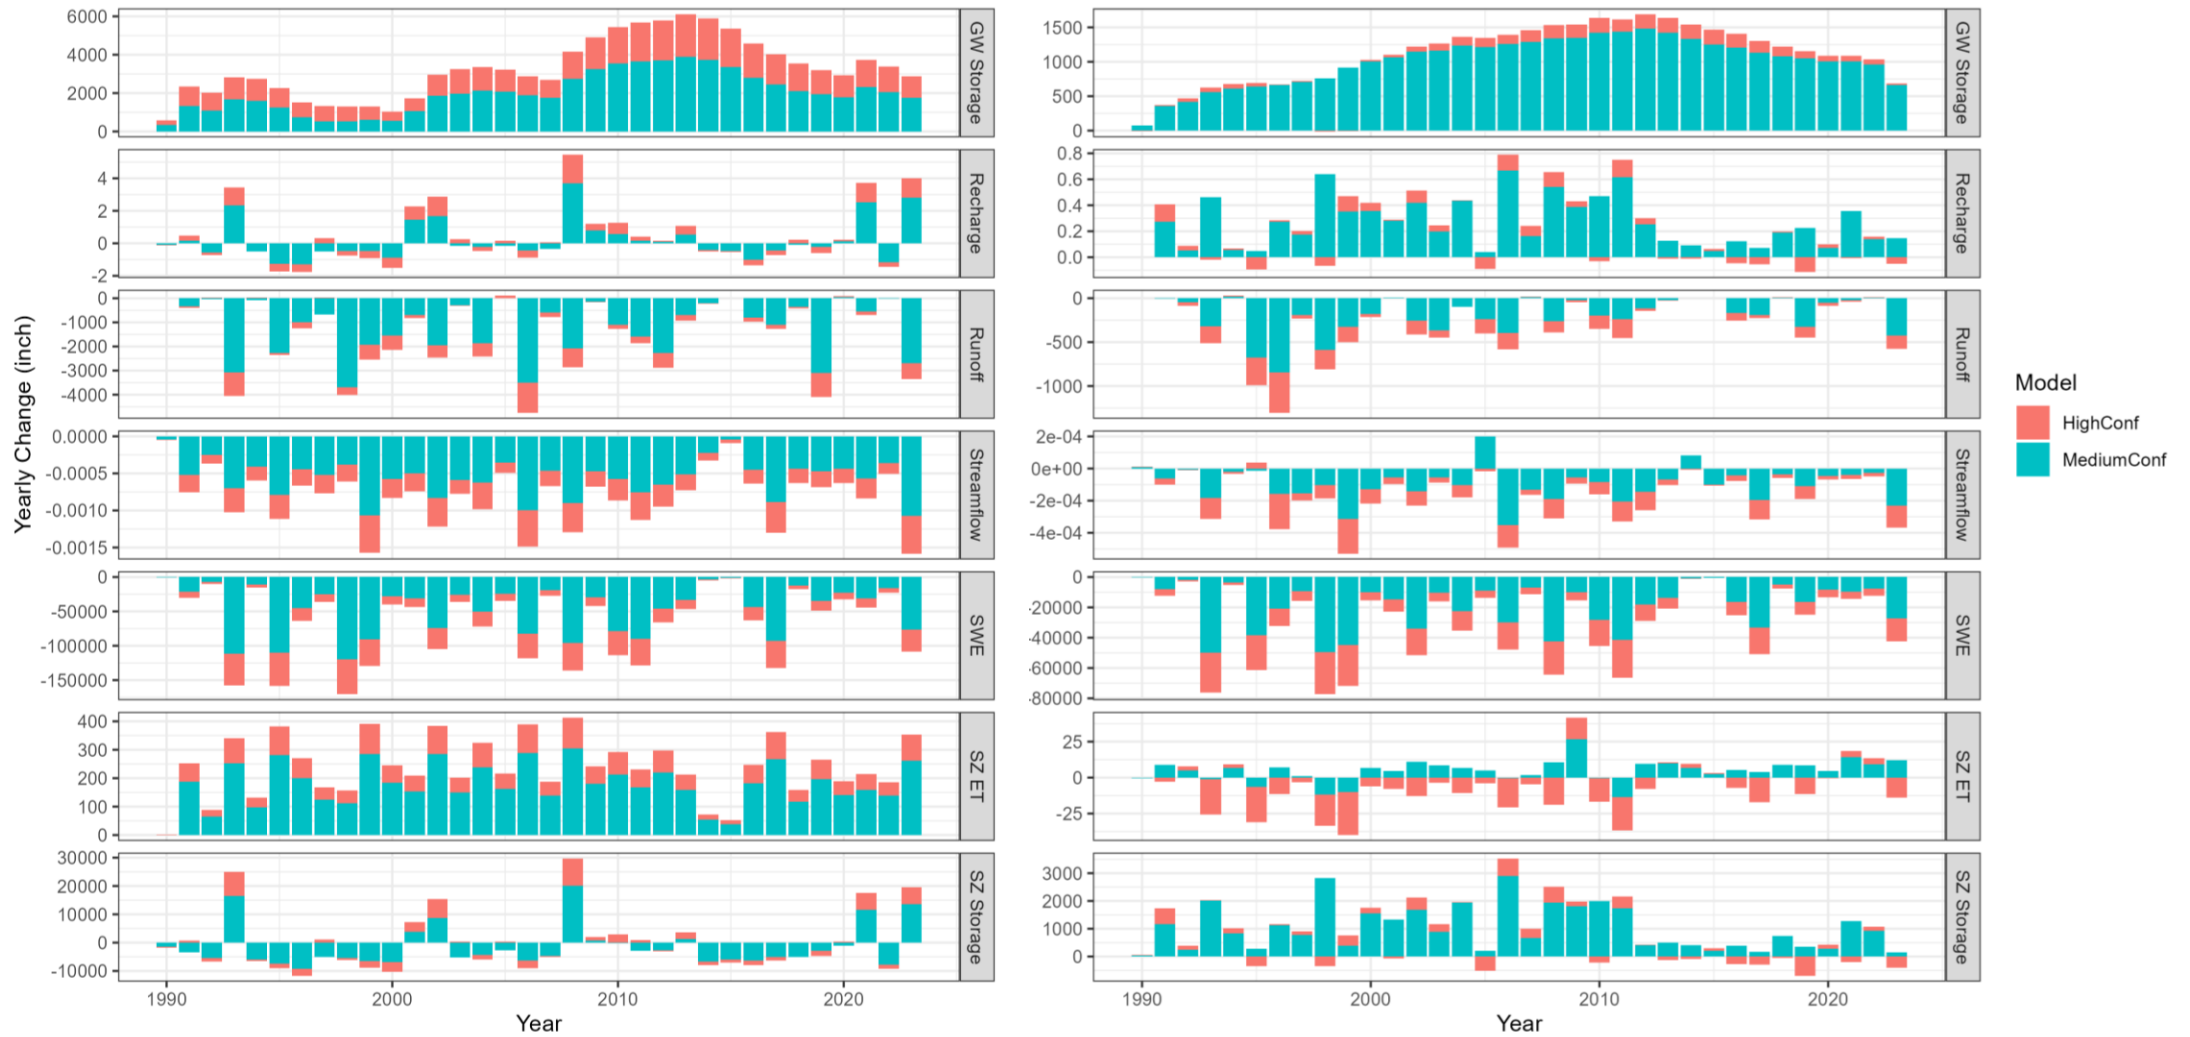 Yearly Change (inch)
6000
4000
2000
0
GW Storage
4
2
0
-2
Recharge
0
-1000
-2000
-3000
-4000
Runoff
0.0000
-0.0005
-0.0010
-0.0015
Streamflow
0
-50000
-100000
-150000
SWE
400
300
200
100
0
SZ ET
30000
20000
10000
0
-10000
SZ Storage
1990
2000
2010
2020
Year
1500
1000
500
0
GW Storage
0.8
0.6
0.4
0.2
0.0
Recharge
0
-500
-1000
Runoff
2e-04
0e+00
-2e-04
-4e-04
Streamflow
0
-20000
-40000
-60000
-80000
SWE
25
0
-25
SZ ET
3000
2000
1000
0
SZ Storage
1990
2000
2010
2020
Year
Model
HighConf
MediumConf